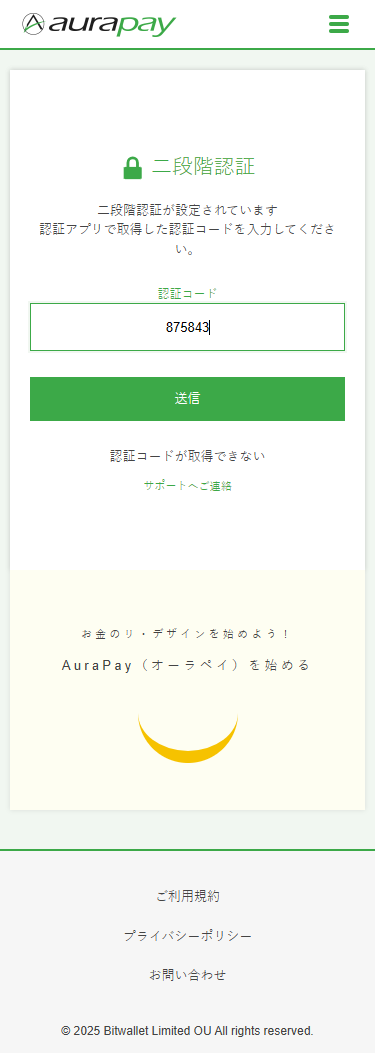 aurapay
二段階認証
二段階認証が設定されています
認証アプリで取得した認証コードを入力してくださ
い。
認証コード
875843
送信
認証コードが取得できない
サポートへご連絡
お金のリ・デザインを始めよう！
AuraPay（オーラペイ）を始める
ご利用規約
プライバシーポリシー
お問い合わせ
© 2025 Bitwallet Limited OU All rights reserved.